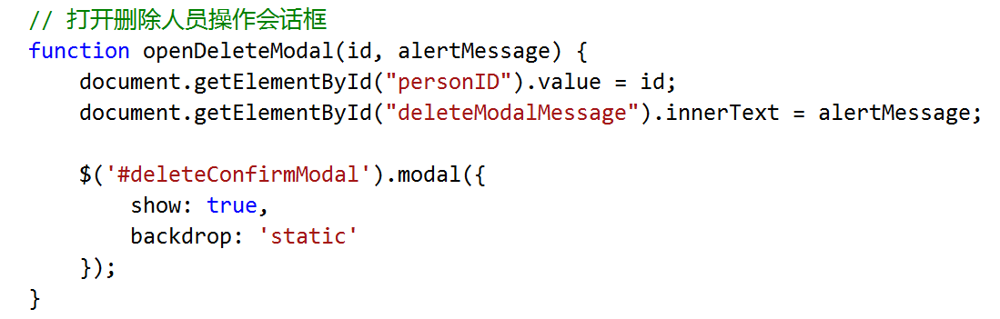 // 打开删除人员操作会话框
function openDeleteModal(id, alertMessage) {
    document.getElementById("personID").value = id;
    document.getElementById("deleteModalMessage").innerText = alertMessage;

    $('#deleteConfirmModal').modal({
        show: true,
        backdrop: 'static'
    });
}